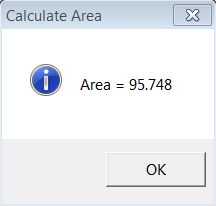 Calculate Area
Area = 95.748
OK